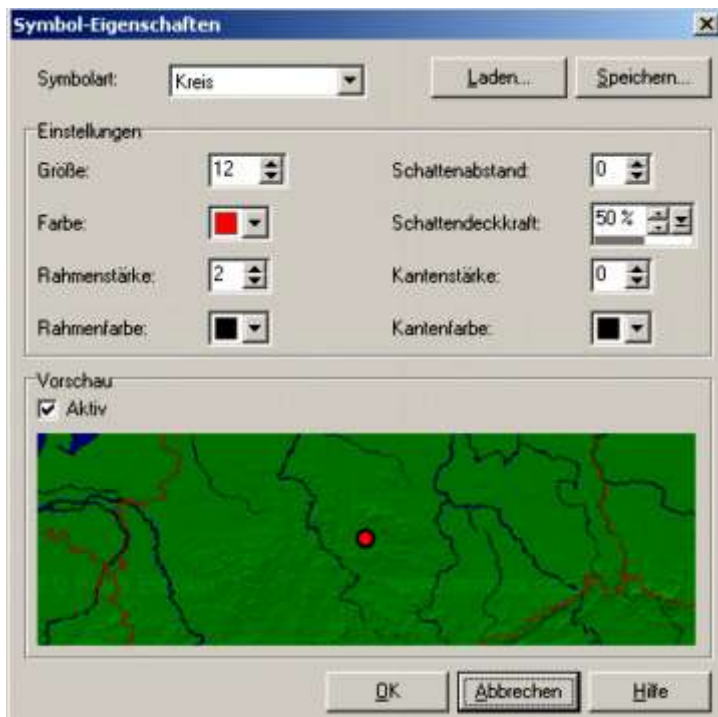 Symbol-Eigenschaften
Symbolart: Kreis Laden... Speichern...
Einstellungen
Größe: 12 Schattenabstand: 0
Farbe: Schattendeckkraft: 50 %
Rahmenstärke: 2 Kantenstärke: 0
Rahmenfarbe: Kantenfarbe:
Vorschau
Aktiv
OK Abbrechen Hilfe